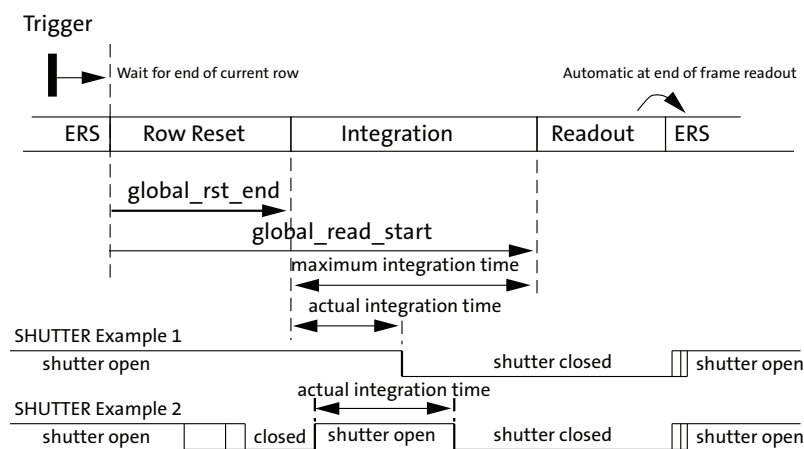 Trigger
Wait for end of current row
Automatic at end of frame readout
ERS Row Reset Integration Readout ERS
global_rst_end
global_read_start
maximum integration time
actual integration time
SHUTTER Example 1
shutter open shutter closed shutter open
actual integration time
SHUTTER Example 2
shutter open closed shutter open shutter closed shutter open